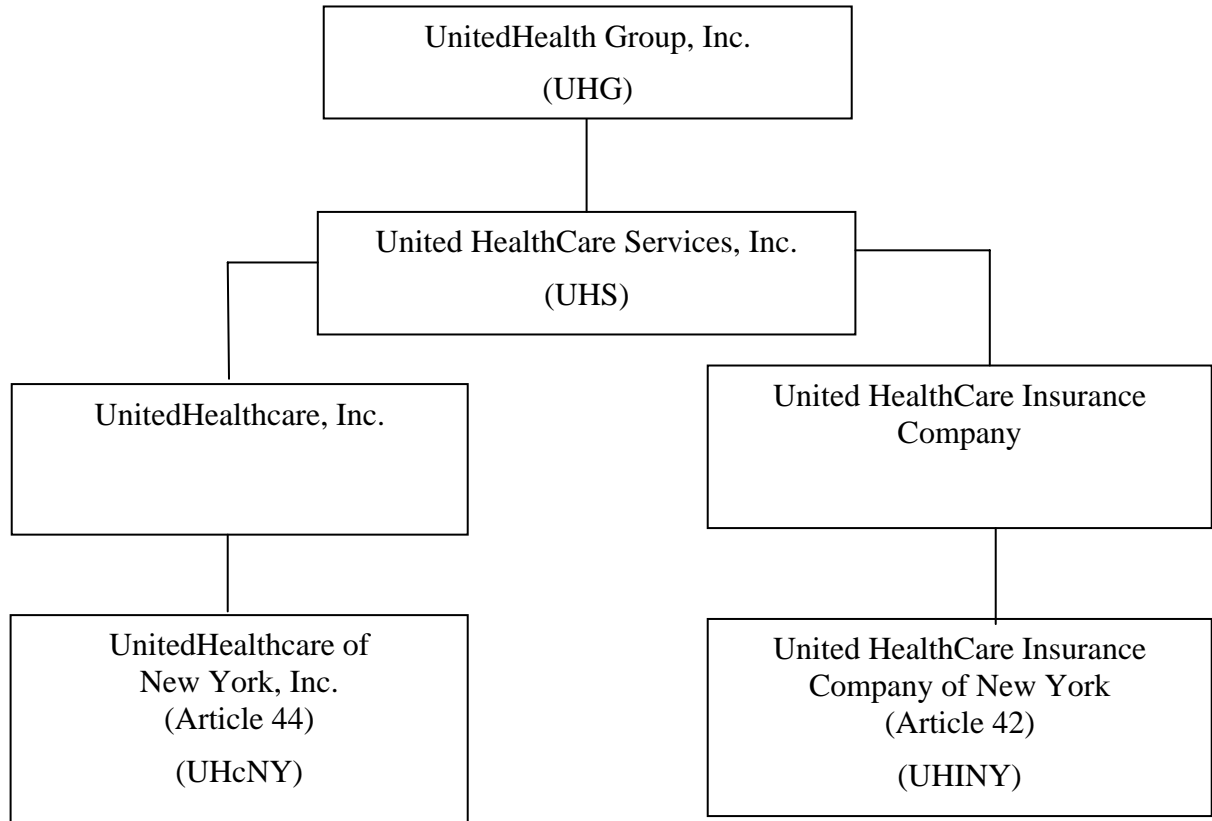 UnitedHealth Group, Inc.
(UHG)
United HealthCare Services, Inc.
(UHS)
UnitedHealthcare, Inc.
United HealthCare Insurance
Company
UnitedHealthcare of
New York, Inc.
(Article 44)
(UHcNY)
United HealthCare Insurance
Company of New York
(Article 42)
(UHINY)